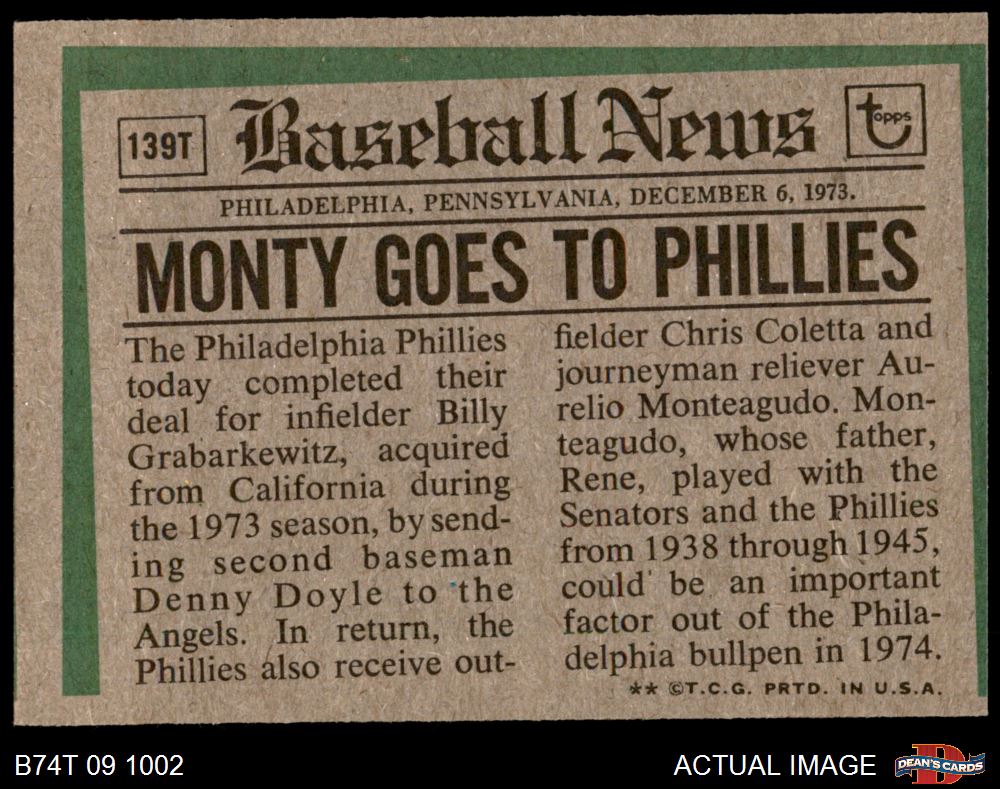 139T
Baseball News
topps
PHILADELPHIA, PENNSYLVANIA, DECEMBER 6, 1973.
MONTY GOES TO PHILLIES
The Philadelphia Phillies
today completed their
deal for infielder Billy
Grabarkewitz, acquired
from California during
the 1973 season, by send-
ing second baseman
Denny Doyle to the
Angels. In return, the
Phillies also receive out-
fielder Chris Coletta and
journeyman reliever Au-
relio Monteagudo. Mon-
teagudo, whose father,
Rene, played with the
Senators and the Phillies
from 1938 through 1945,
could be an important
factor out of the Phila-
delphia bullpen in 1974.
** ©T.C.G. PRTD. IN U.S.A.
B74T 09 1002
ACTUAL IMAGE
D
DEAN'S CARDS